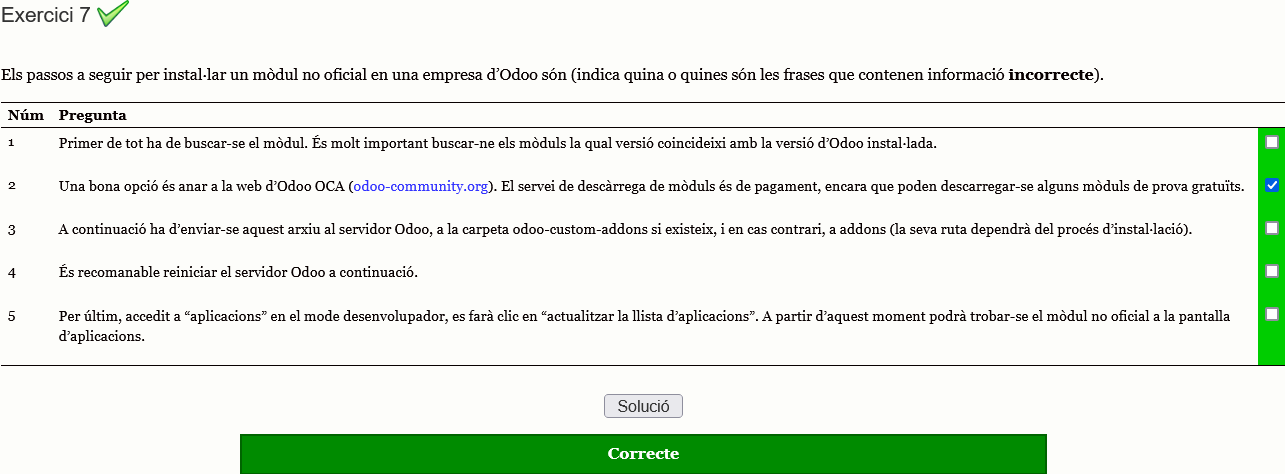 Exercici 7
Els passos a seguir per instal·lar un mòdul no oficial en una empresa d’Odoo són (indica quina o quines són les frases que contenen informació incorrecte).
Núm Pregunta
1 Primer de tot ha de buscar-se el mòdul. És molt important buscar-ne els mòduls la qual versió coincideixi amb la versió d’Odoo instal·lada.
2 Una bona opció és anar a la web d’Odoo OCA (odoo-community.org). El servei de descàrrega de mòduls és de pagament, encara que poden descarregar-se alguns mòduls de prova gratuïts.
3 A continuació ha d’enviar-se aquest arxiu al servidor Odoo, a la carpeta odoo-custom-addons si existeix, i en cas contrari, a addons (la seva ruta dependrà del procés d’instal·lació).
4 És recomanable reiniciar el servidor Odoo a continuació.
5 Per últim, accedit a “aplicacions” en el mode desenvolupador, es farà clic en “actualitzar la llista d’aplicacions”. A partir d’aquest moment podrà trobar-se el mòdul no oficial a la pantalla
d’aplicacions.
Solució
Correcte